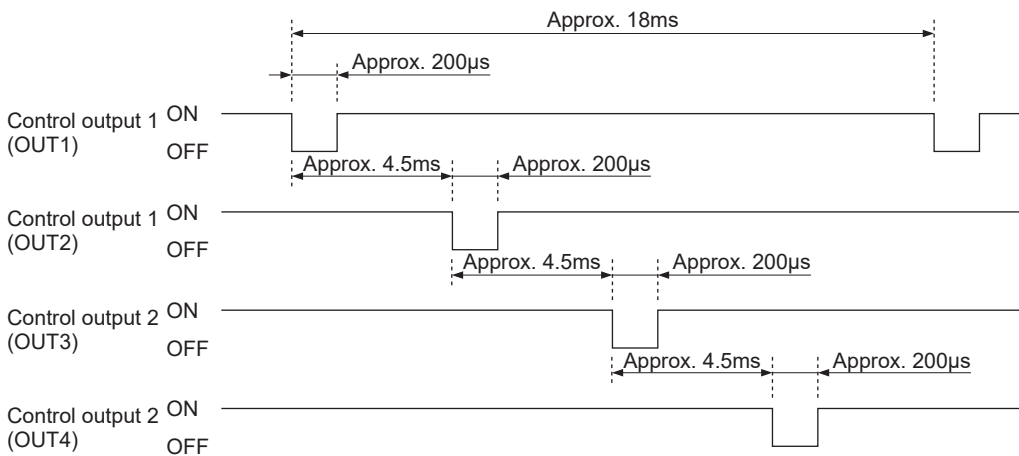 Approx. 18ms
Approx. 200µs
Control output 1 ON
(OUT1) OFF
Approx. 4.5ms Approx. 200µs
Control output 1 ON
(OUT2) OFF
Approx. 4.5ms Approx. 200µs
Control output 2 ON
(OUT3) OFF
Approx. 4.5ms Approx. 200µs
Control output 2 ON
(OUT4) OFF